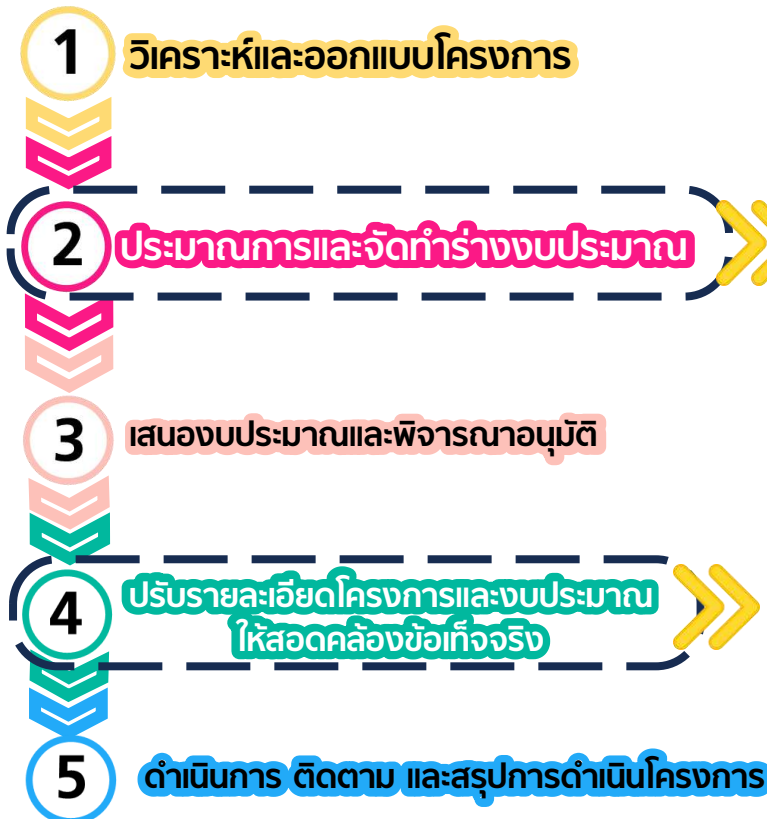 1
วิเคราะห์และออกแบบโครงการ
2
ประมาณการและจัดทำร่างงบประมาณ
3
เสนองบประมาณและพิจารณาอนุมัติ
4
ปรับรายละเอียดโครงการและงบประมาณ
ให้สอดคล้องข้อเท็จจริง
5
ดำเนินการ ติดตาม และสรุปการดำเนินโครงการ